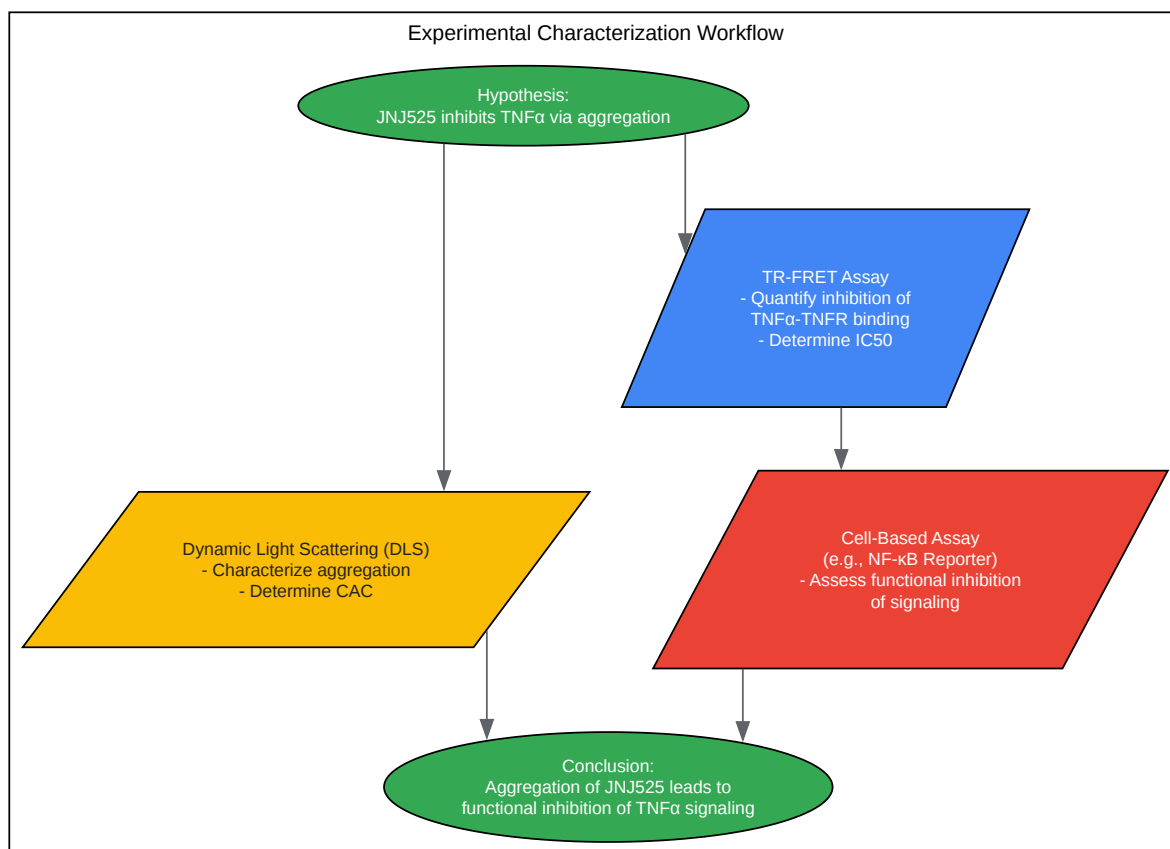 Experimental Characterization Workflow
Hypothesis:
JNJ525 inhibits TNFα via aggregation
TR-FRET Assay
- Quantify inhibition of
TNFα-TNFR binding
- Determine IC50
Dynamic Light Scattering (DLS)
- Characterize aggregation
- Determine CAC
Cell-Based Assay
(e.g., NF-κB Reporter)
- Assess functional inhibition
of signaling
Conclusion:
Aggregation of JNJ525 leads to
functional inhibition of TNFα signaling